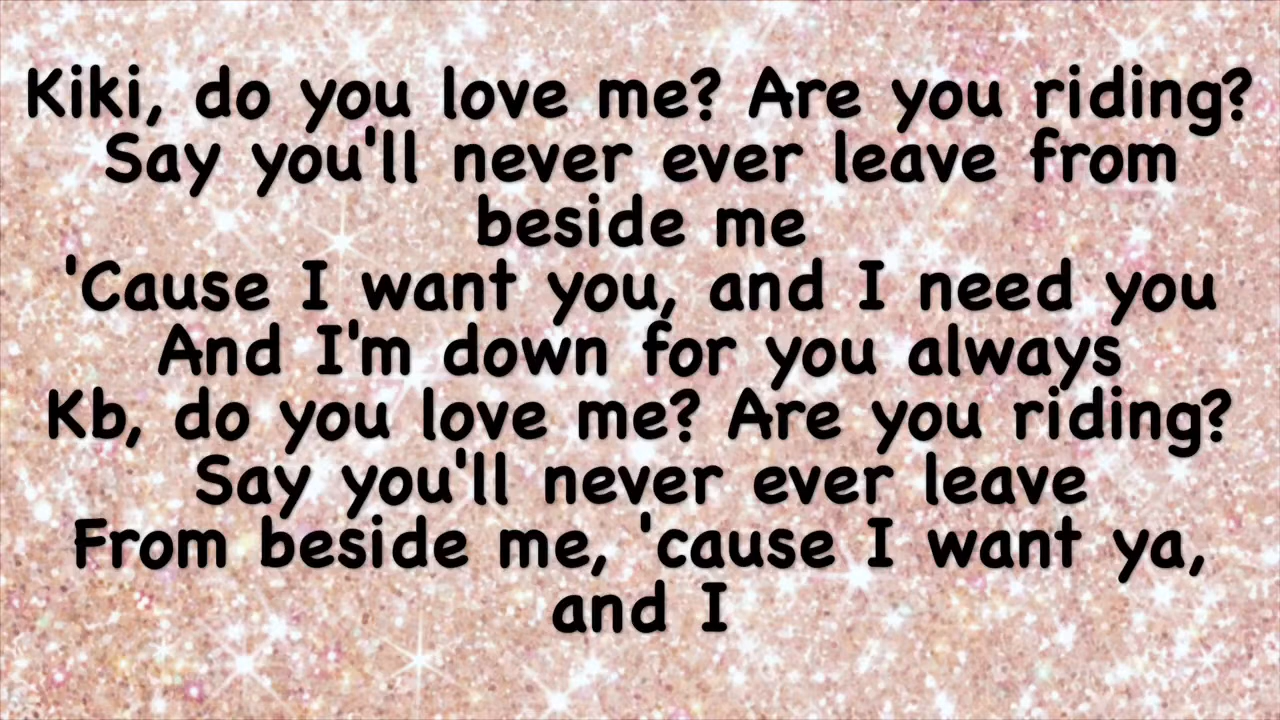 Kiki, do you love me? Are you riding?
Say you'll never ever leave from
beside me
'Cause I want you, and I need you
And I'm down for you always
Kb, do you love me? Are you riding?
Say you'll never ever leave
From beside me, 'cause I want ya,
and I